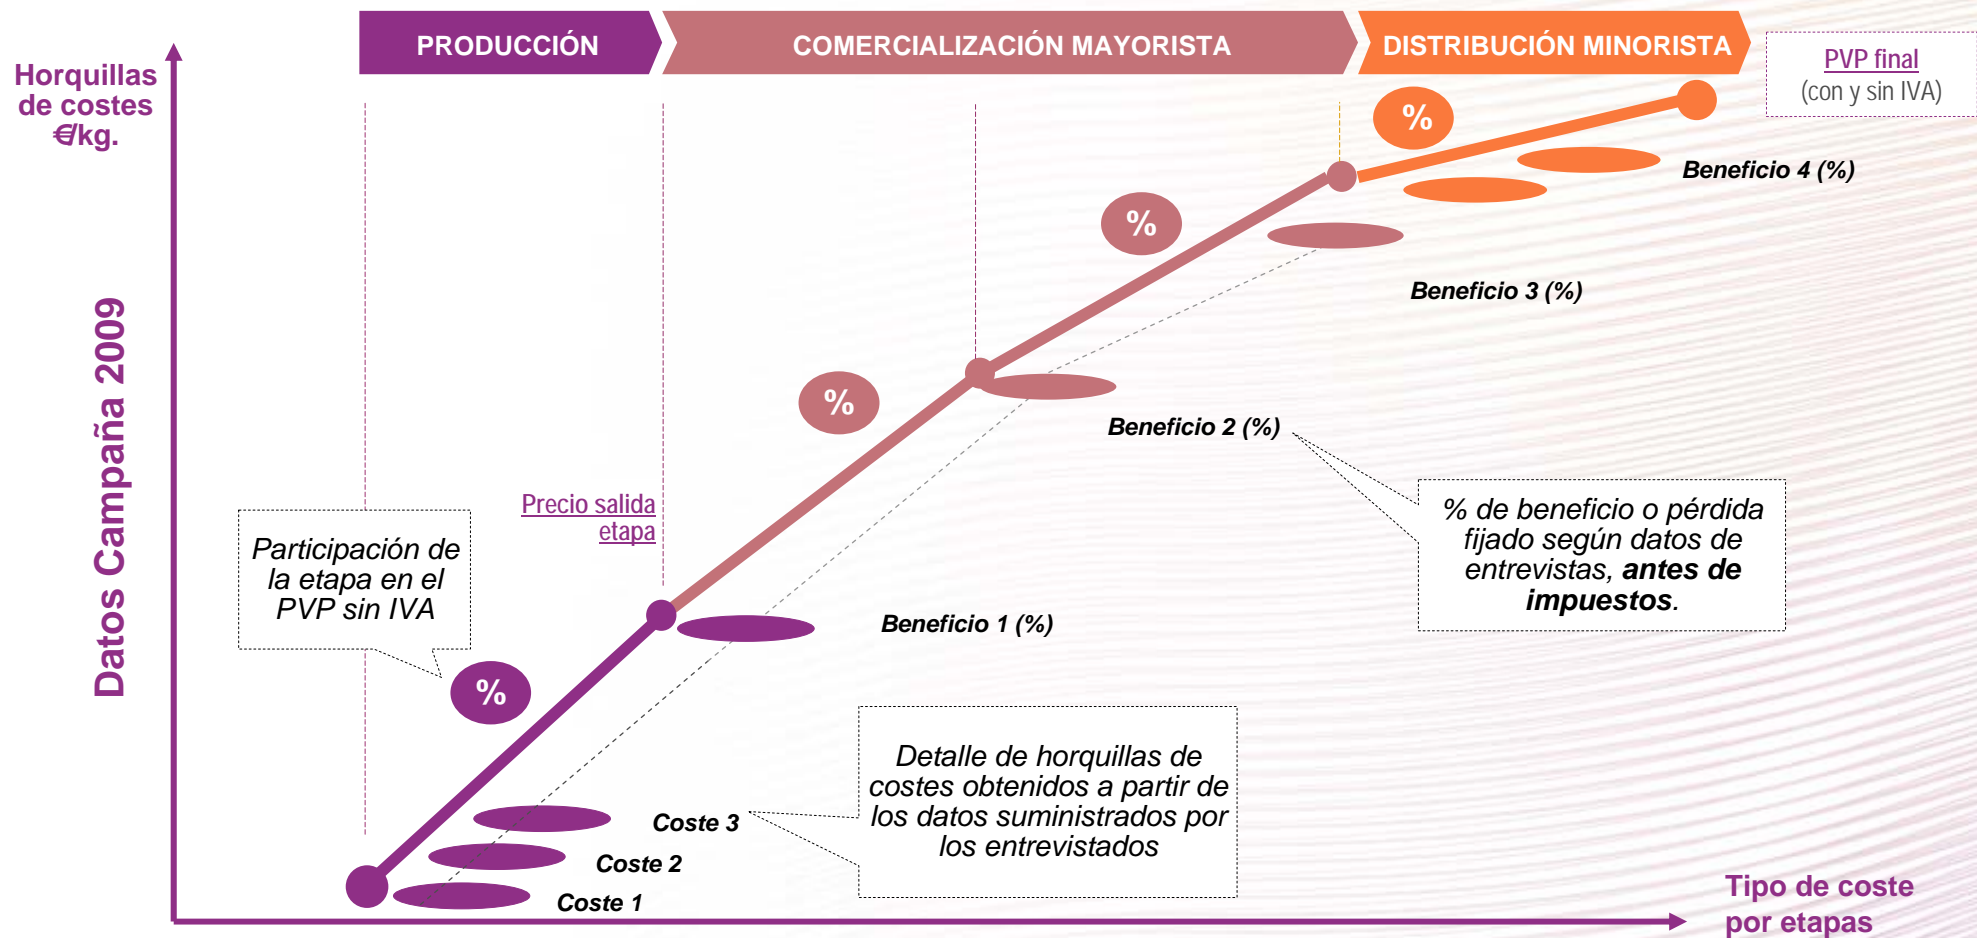 PRODUCCIÓN
COMERCIALIZACIÓN MAYORISTA
DISTRIBUCIÓN MINORISTA
PVP final
(con y sin IVA)
Horquillas
de costes
€/kg.
Datos Campaña 2009
%
%
%
%
Beneficio 4 (%)
Beneficio 3 (%)
Beneficio 2 (%)
Beneficio 1 (%)
Precio salida
etapa
Participación de
la etapa en el
PVP sin IVA
% de beneficio o pérdida
fijado según datos de
entrevistas, antes de
impuestos.
Detalle de horquillas de
costes obtenidos a partir de
los datos suministrados por
los entrevistados
Coste 3
Coste 2
Coste 1
Tipo de coste
por etapas